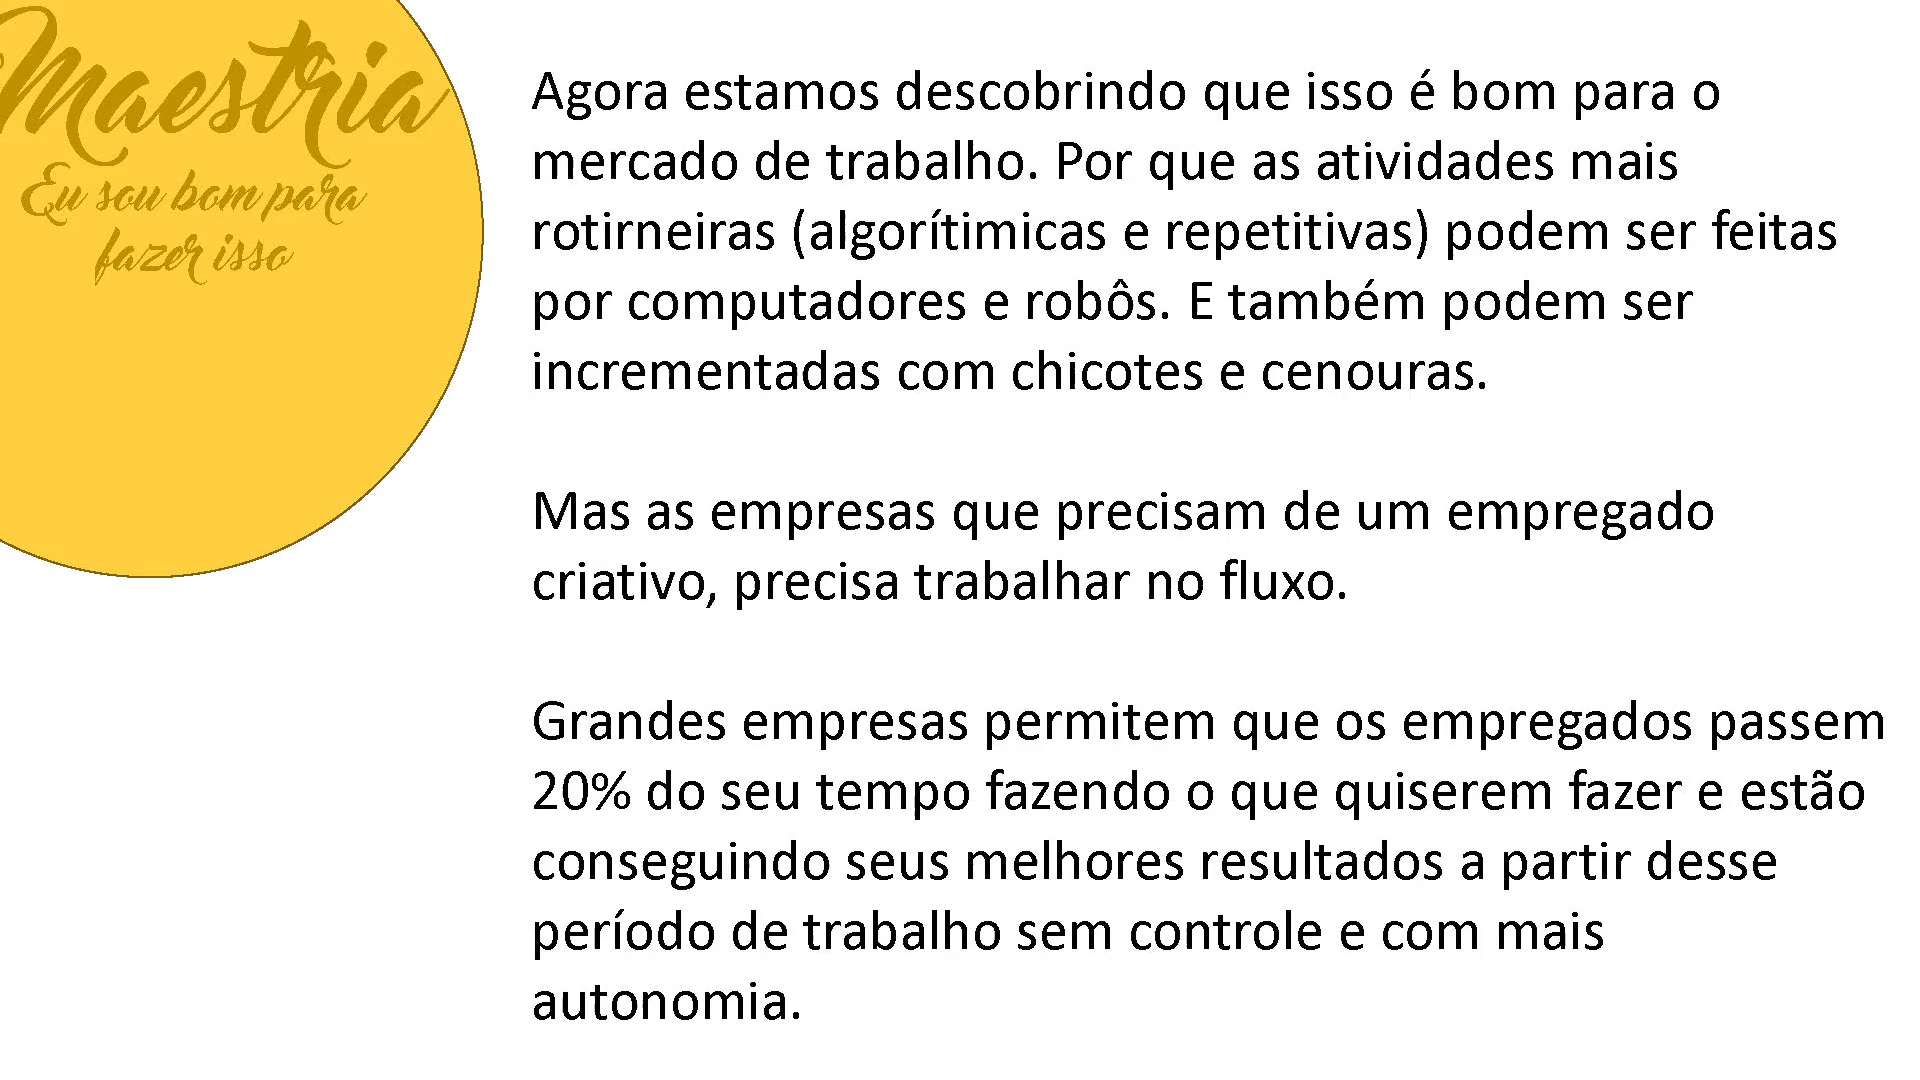 Maestria
Eu sou bom para
fazer isso
Agora estamos descobrindo que isso é bom para o
mercado de trabalho. Por que as atividades mais
rotirneiras (algorítimicas e repetitivas) podem ser feitas
por computadores e robôs. E também podem ser
incrementadas com chicotes e cenouras.
Mas as empresas que precisam de um empregado
criativo, precisa trabalhar no fluxo.
Grandes empresas permitem que os empregados passem
20% do seu tempo fazendo o que quiserem fazer e estão
conseguindo seus melhores resultados a partir desse
período de trabalho sem controle e com mais
autonomia.